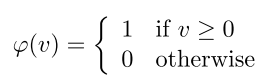 φ(v) = { 1 if v ≥ 0
0 otherwise